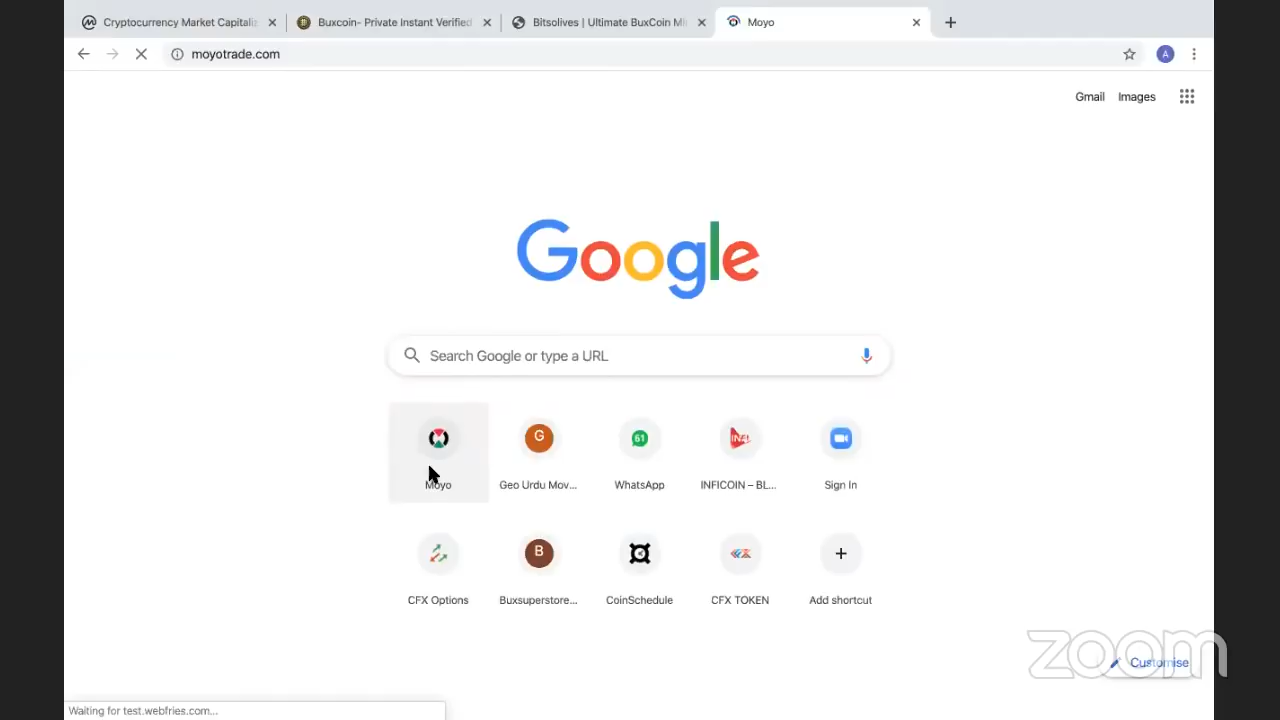 Cryptocurrency Market Capitaliz
Buxcoin- Private Instant Verified
Bitsolives | Ultimate BuxCoin Mi
Moyo
moyotrade.com
A
Gmail
Images
Google
Search Google or type a URL
G
61
IN4
Moyo
Geo Urdu Mov...
WhatsApp
INFICOIN – BL...
Sign In
B
CFX Options
Buxsuperstore...
CoinSchedule
CFX TOKEN
Add shortcut
zoom
Customise
Waiting for test.webfries.com...